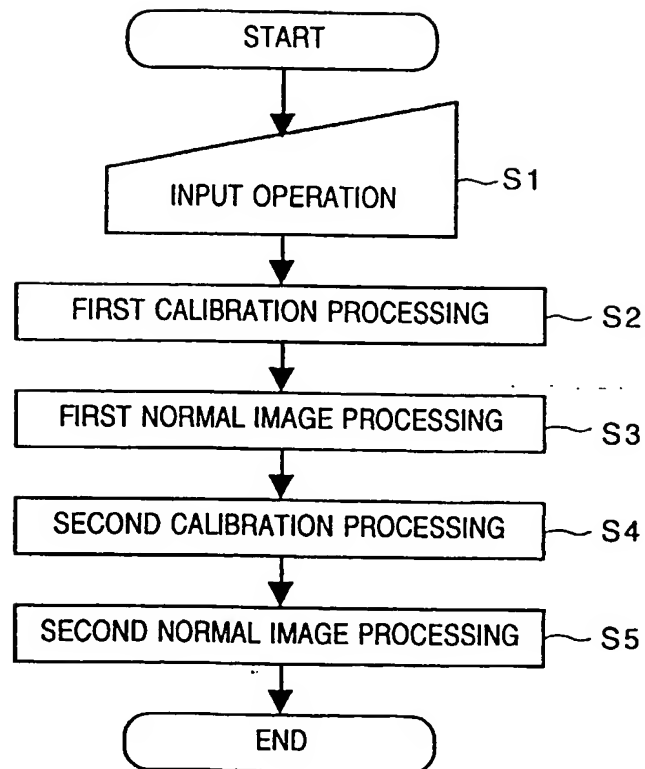 START
INPUT OPERATION
S1
FIRST CALIBRATION PROCESSING
S2
FIRST NORMAL IMAGE PROCESSING
S3
SECOND CALIBRATION PROCESSING
S4
SECOND NORMAL IMAGE PROCESSING
S5
END